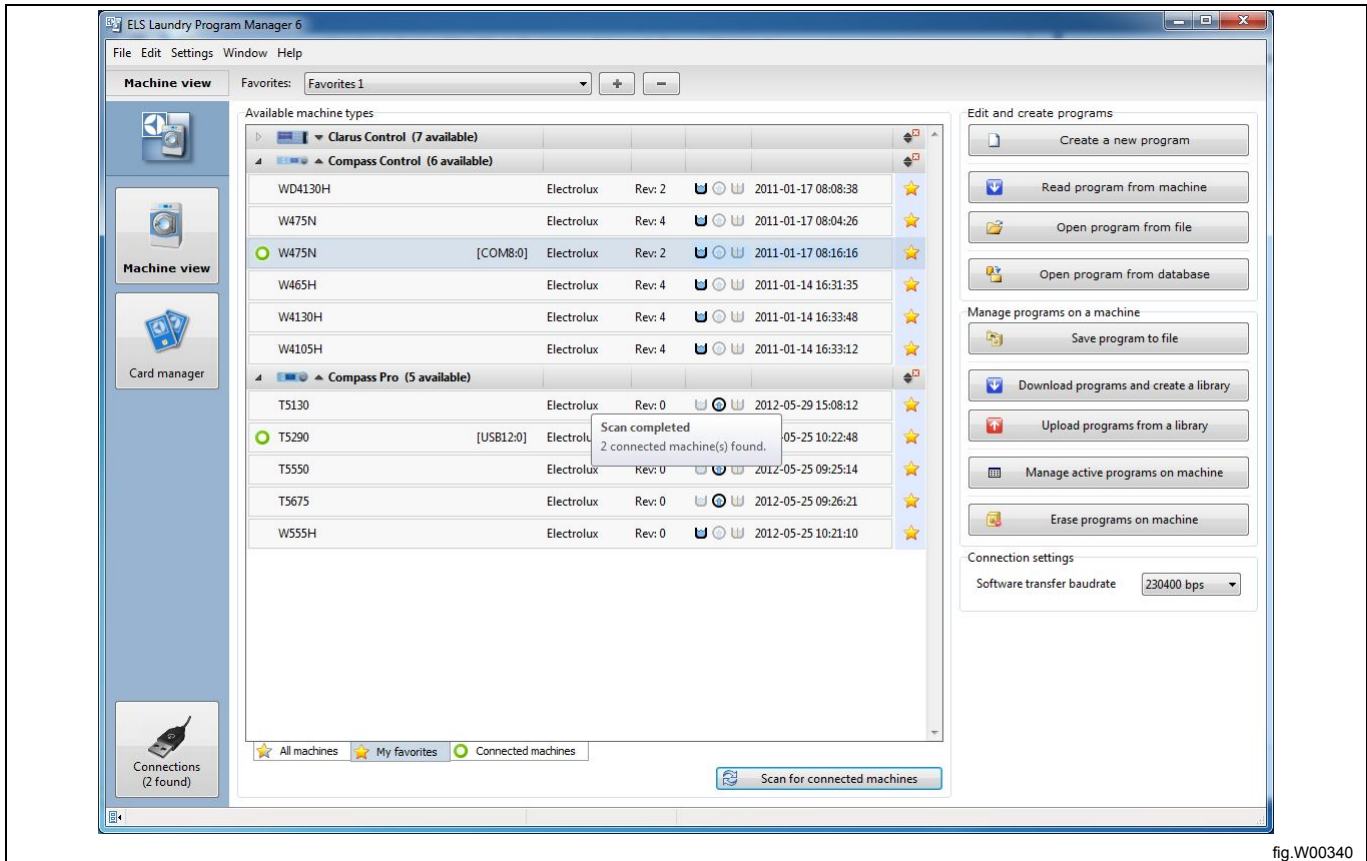 ELS Laundry Program Manager 6
File Edit Settings Window Help
Machine view
Favorites: Favorites 1
+ -
Available machine types
Clarus Control (7 available)
Compass Control (6 available)
WD4130H Electrolux Rev: 2 2011-01-17 08:08:38
W475N Electrolux Rev: 4 2011-01-17 08:04:26
W475N [COM8:0] Electrolux Rev: 2 2011-01-17 08:16:16
W465H Electrolux Rev: 4 2011-01-14 16:31:35
W4130H Electrolux Rev: 4 2011-01-14 16:33:48
W4105H Electrolux Rev: 4 2011-01-14 16:33:12
Compass Pro (5 available)
T5130 Electrolux Rev: 0 2012-05-29 15:08:12
T5290 [USB12:0] Electrolu -05-25 10:22:48
Scan completed
2 connected machine(s) found.
T5550 Electrolux Rev: 0 2012-05-25 09:25:14
T5675 Electrolux Rev: 0 2012-05-25 09:26:21
W555H Electrolux Rev: 0 2012-05-25 10:21:10
All machines My favorites Connected machines
Scan for connected machines
Machine view
Card manager
Connections
(2 found)
Edit and create programs
Create a new program
Read program from machine
Open program from file
Open program from database
Manage programs on a machine
Save program to file
Download programs and create a library
Upload programs from a library
Manage active programs on machine
Erase programs on machine
Connection settings
Software transfer baudrate 230400 bps
fig.W00340